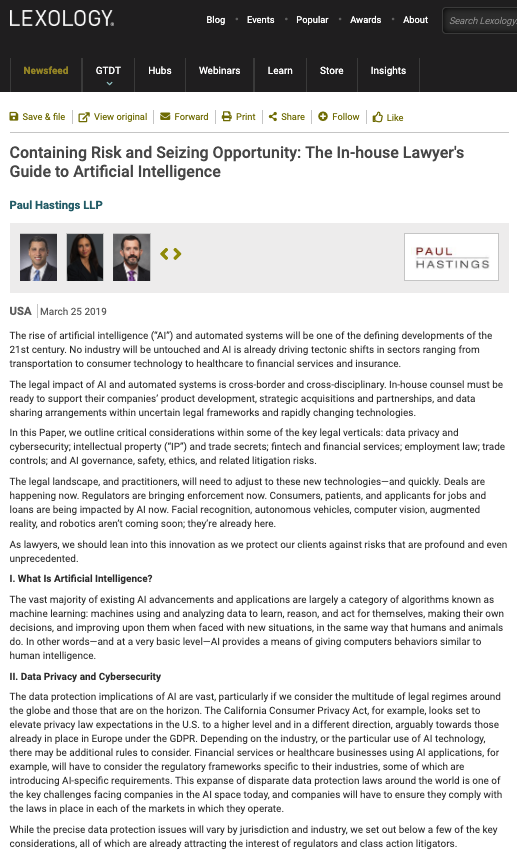 LEXOLOGY.
Blog • Events • Popular • Awards • About
Search Lexology
Newsfeed GTDT Hubs Webinars Learn Store Insights
Save & file View original Forward Print Share Follow Like
Containing Risk and Seizing Opportunity: The In-house Lawyer's
Guide to Artificial Intelligence
Paul Hastings LLP
PAUL
HASTINGS
USA March 25 2019
The rise of artificial intelligence (“AI”) and automated systems will be one of the defining developments of the
21st century. No industry will be untouched and AI is already driving tectonic shifts in sectors ranging from
transportation to consumer technology to healthcare to financial services and insurance.
The legal impact of AI and automated systems is cross-border and cross-disciplinary. In-house counsel must be
ready to support their companies’ product development, strategic acquisitions and partnerships, and data
sharing arrangements within uncertain legal frameworks and rapidly changing technologies.
In this Paper, we outline critical considerations within some of the key legal verticals: data privacy and
cybersecurity; intellectual property (“IP”) and trade secrets; fintech and financial services; employment law; trade
controls; and AI governance, safety, ethics, and related litigation risks.
The legal landscape, and practitioners, will need to adjust to these new technologies—and quickly. Deals are
happening now. Regulators are bringing enforcement now. Consumers, patients, and applicants for jobs and
loans are being impacted by AI now. Facial recognition, autonomous vehicles, computer vision, augmented
reality, and robotics aren’t coming soon; they’re already here.
As lawyers, we should lean into this innovation as we protect our clients against risks that are profound and even
unprecedented.
I. What Is Artificial Intelligence?
The vast majority of existing AI advancements and applications are largely a category of algorithms known as
machine learning: machines using and analyzing data to learn, reason, and act for themselves, making their own
decisions, and improving upon them when faced with new situations, in the same way that humans and animals
do. In other words—and at a very basic level—AI provides a means of giving computers behaviors similar to
human intelligence.
II. Data Privacy and Cybersecurity
The data protection implications of AI are vast, particularly if we consider the multitude of legal regimes around
the globe and those that are on the horizon. The California Consumer Privacy Act, for example, looks set to
elevate privacy law expectations in the U.S. to a higher level and in a different direction, arguably towards those
already in place in Europe under the GDPR. Depending on the industry, or the particular use of AI technology,
there may be additional rules to consider. Financial services or healthcare businesses using AI applications, for
example, will have to consider the regulatory frameworks specific to their industries, some of which are
introducing AI-specific requirements. This expanse of disparate data protection laws around the world is one of
the key challenges facing companies in the AI space today, and companies will have to ensure they comply with
the laws in place in each of the markets in which they operate.
While the precise data protection issues will vary by jurisdiction and industry, we set out below a few of the key
considerations, all of which are already attracting the interest of regulators and class action litigators.